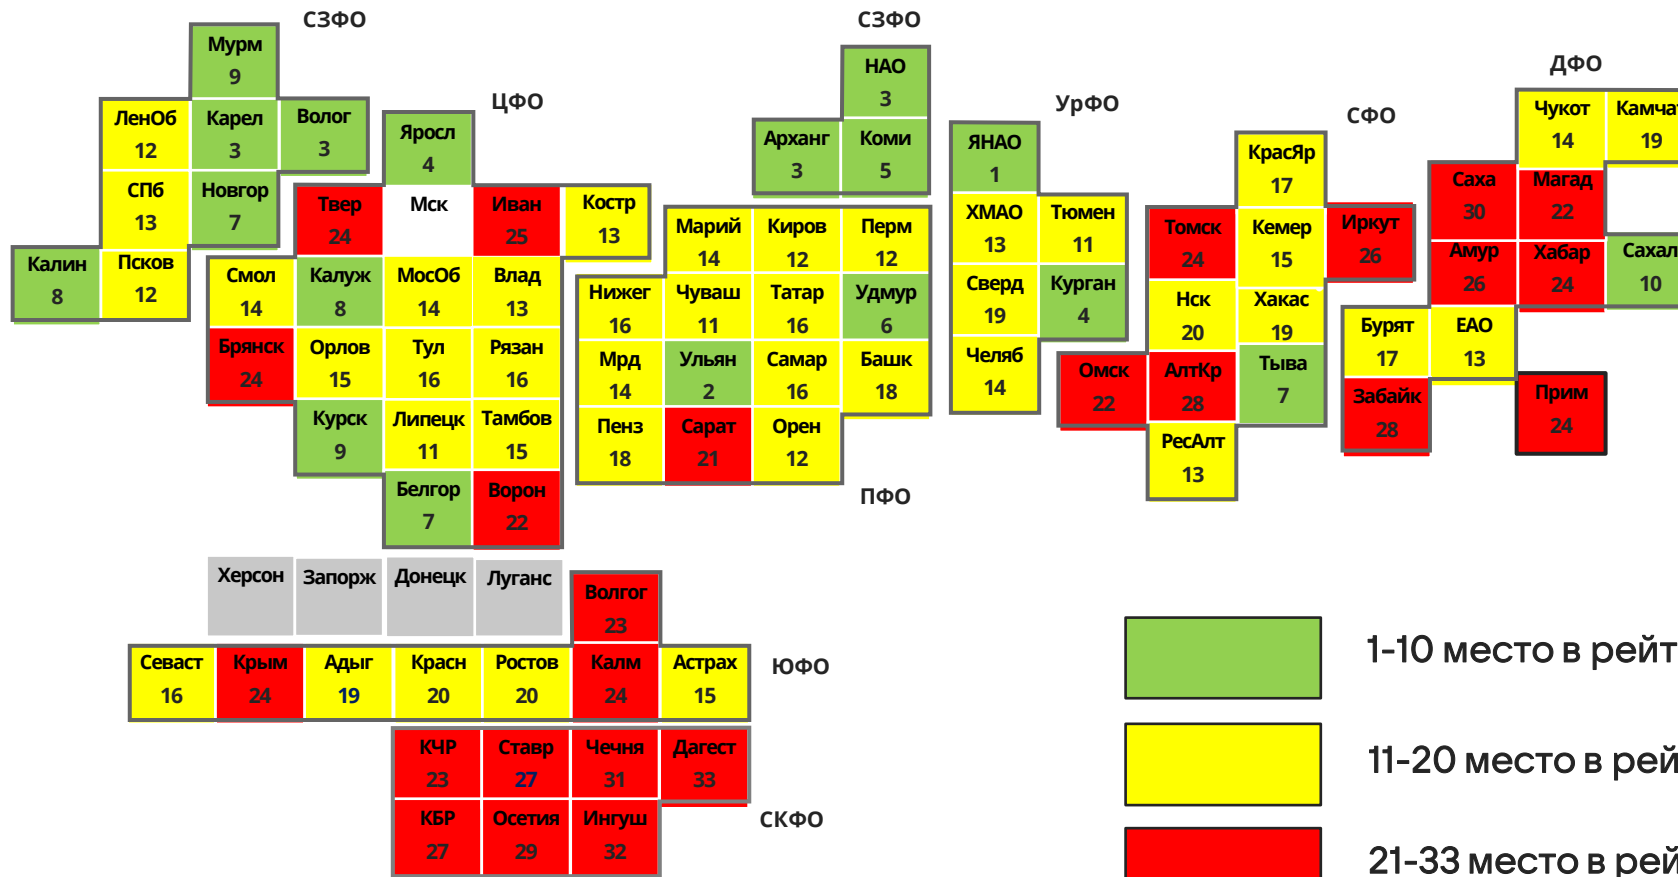 СЗФО
Мурм
9
ЛенОб
12
Карел
3
Волог
3
СПб
13
Новгор
7
Калин
8
Псков
12
ЦФО
Яросл
4
Твер
24
Мск
Иван
25
Костр
13
Смол
14
Калуж
8
МосОб
14
Влад
13
Брянск
24
Орлов
15
Тул
16
Рязан
16
Курск
9
Липецк
11
Тамбов
15
Белгор
7
Ворон
22
СЗФО
НАО
3
Арханг
3
Коми
5
Марий
14
Киров
12
Перм
12
Нижег
16
Чуваш
11
Татар
16
Удмур
6
Мрд
14
Ульян
2
Самар
16
Башк
18
Пенз
18
Сарат
21
Орен
12
ПФО
УрФО
ЯНАО
1
ХМАО
13
Тюмен
11
Сверд
19
Курган
4
Челяб
14
СФО
КрасЯр
17
Томск
24
Кемер
15
Иркут
26
Нск
20
Хакас
19
Омск
22
АлтКр
28
Тыва
7
РесАлт
13
ДФО
Чукот
14
Камчат
19
Саха
30
Магад
22
Амур
26
Хабар
24
Сахал
10
Бурят
17
ЕАО
13
Забайк
28
Прим
24
Херсон
Запорж
Донецк
Луганс
Волгог
23
Севаст
16
Крым
24
Адыг
19
Красн
20
Ростов
20
Калм
24
Астрах
15
ЮФО
КЧР
23
Ставр
27
Чечня
31
Дагест
33
КБР
27
Осетия
29
Ингуш
32
СКФО
1-10 место в рейт
11-20 место в рей
21-33 место в рей